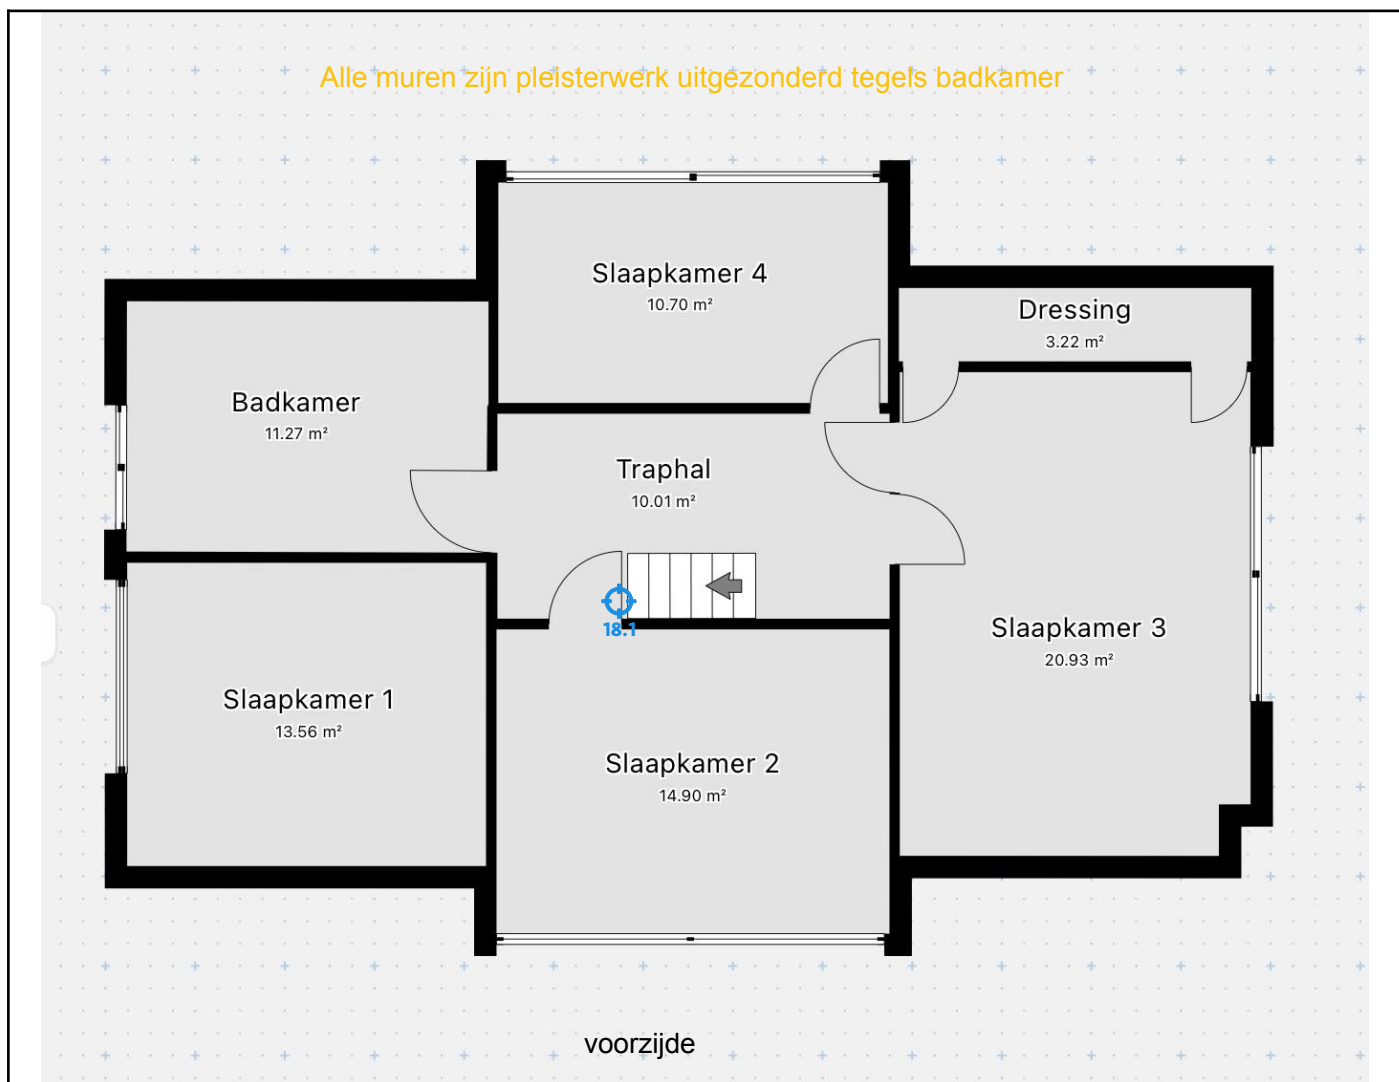 Alle muren zijn pleisterwerk uitgezonderd tegels badkamer
Slaapkamer 4
10.70 m²
Dressing
3.22 m²
Badkamer
11.27 m²
Traphal
10.01 m²
18.1
Slaapkamer 3
20.93 m²
Slaapkamer 1
13.56 m²
Slaapkamer 2
14.90 m²
voorzijde